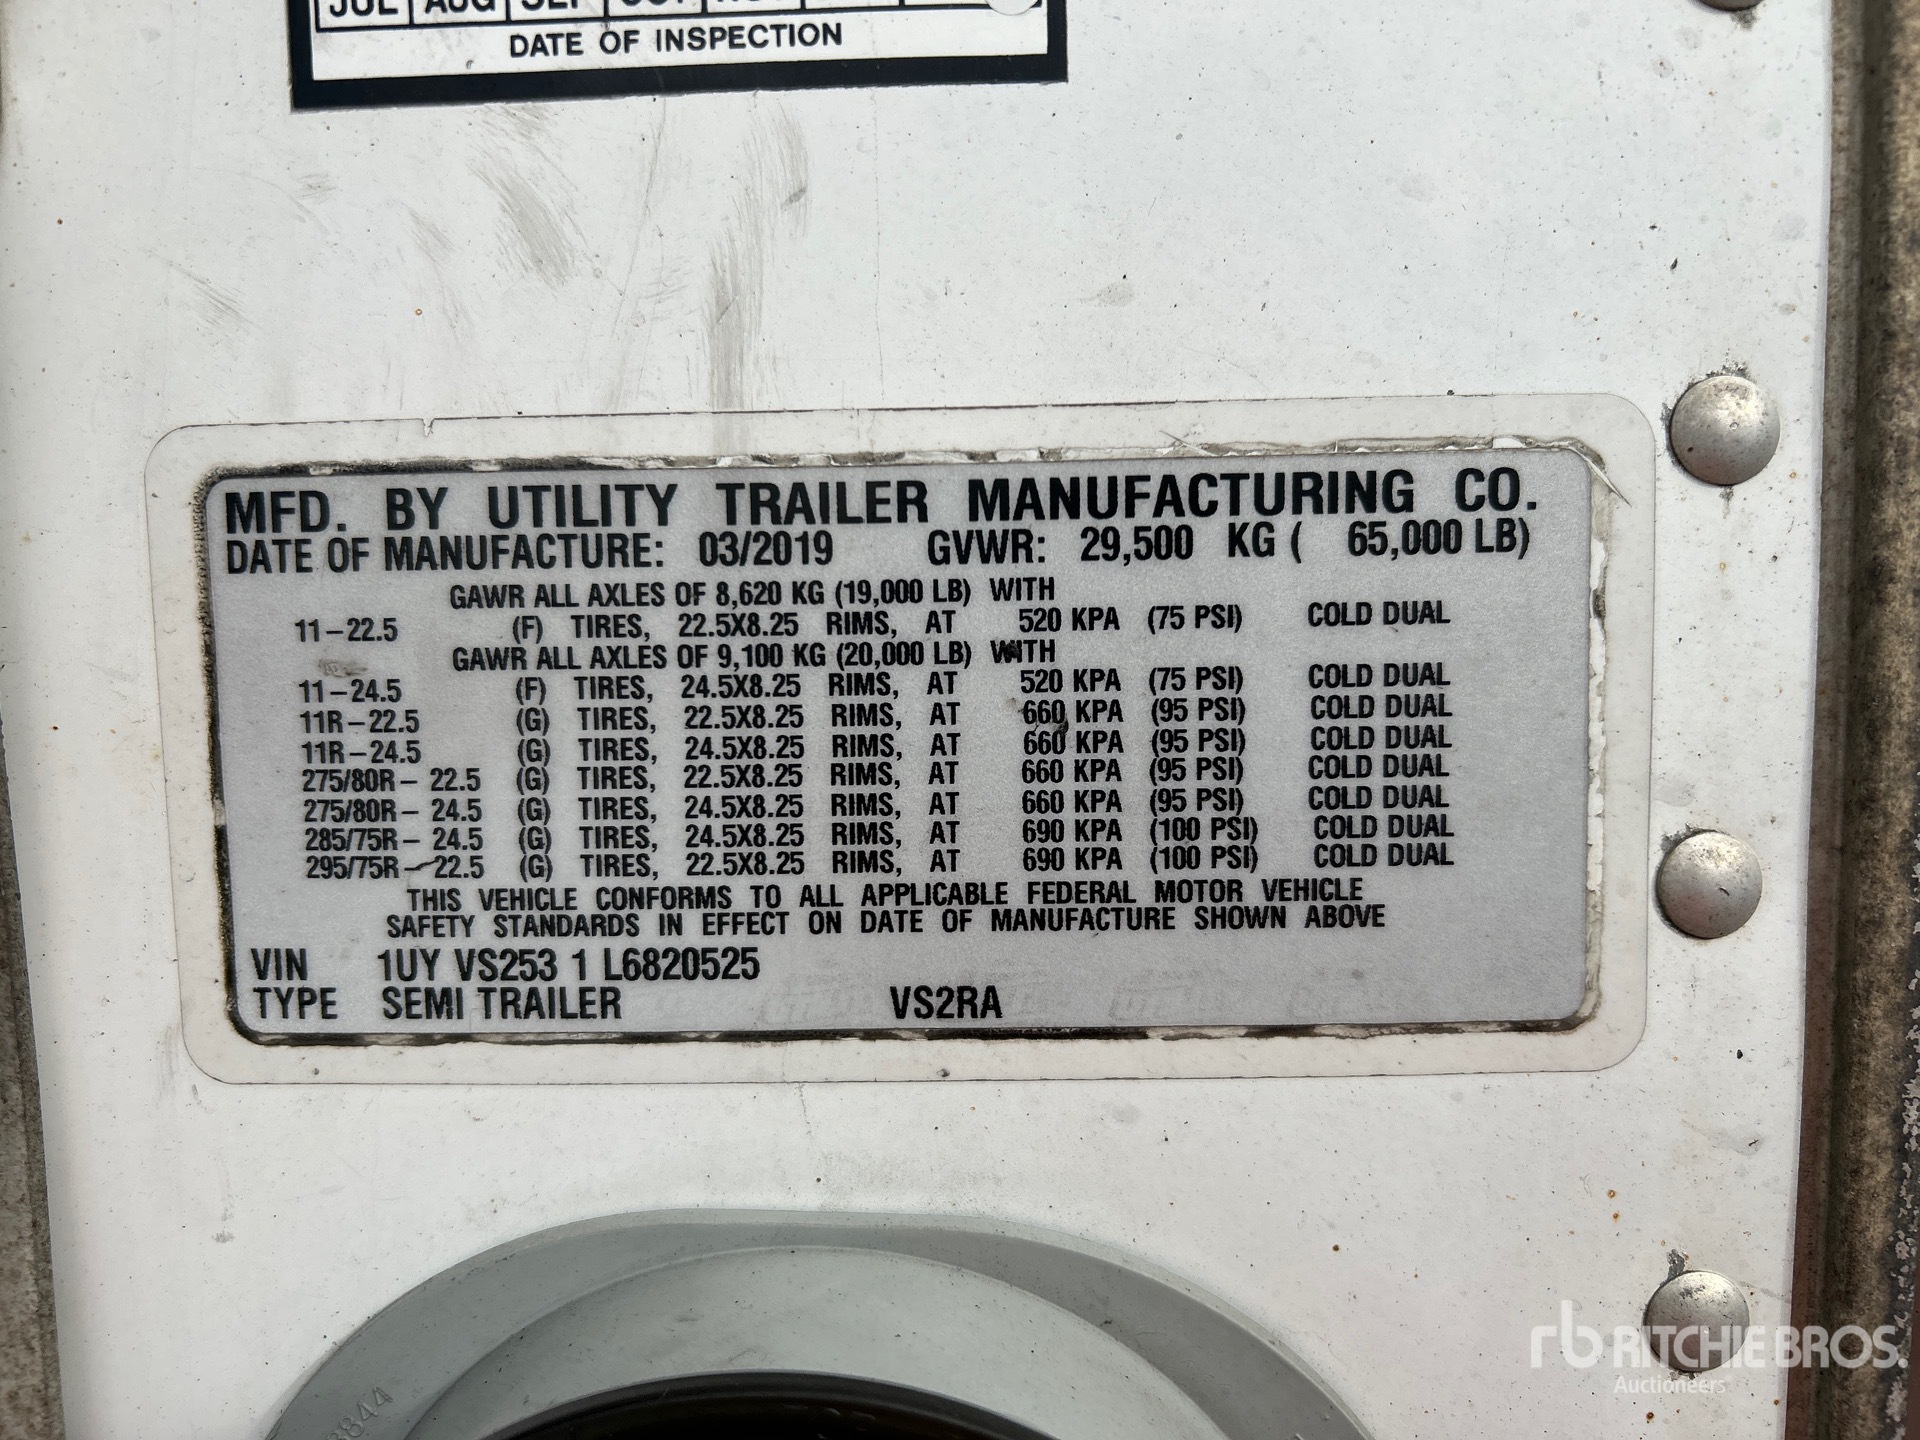 JUL AUG SEP OCT
DATE OF INSPECTION
MFD. BY UTILITY TRAILER MANUFACTURING CO.
DATE OF MANUFACTURE: 03/2019 GVWR: 29,500 KG ( 65,000 LB)
GAWR ALL AXLES OF 8,620 KG (19,000 LB) WITH
11-22.5 (F) TIRES, 22.5X8.25 RIMS, AT 520 KPA (75 PSI) COLD DUAL
GAWR ALL AXLES OF 9,100 KG (20,000 LB) WITH
11-24.5 (F) TIRES, 24.5X8.25 RIMS, AT 520 KPA (75 PSI) COLD DUAL
11R-22.5 (G) TIRES, 22.5X8.25 RIMS, AT 660 KPA (95 PSI) COLD DUAL
11R-24.5 (G) TIRES, 24.5X8.25 RIMS, AT 660 KPA (95 PSI) COLD DUAL
275/80R- 22.5 (G) TIRES, 22.5X8.25 RIMS, AT 660 KPA (95 PSI) COLD DUAL
275/80R- 24.5 (G) TIRES, 24.5X8.25 RIMS, AT 660 KPA (95 PSI) COLD DUAL
285/75R- 24.5 (G) TIRES, 24.5X8.25 RIMS, AT 690 KPA (100 PSI) COLD DUAL
295/75R- 22.5 (G) TIRES, 22.5X8.25 RIMS, AT 690 KPA (100 PSI) COLD DUAL
THIS VEHICLE CONFORMS TO ALL APPLICABLE FEDERAL MOTOR VEHICLE
SAFETY STANDARDS IN EFFECT ON DATE OF MANUFACTURE SHOWN ABOVE
VIN 1UY VS253 1 L6820525
TYPE SEMI TRAILER VS2RA
rb RITCHIE BROS.
Auctioneers